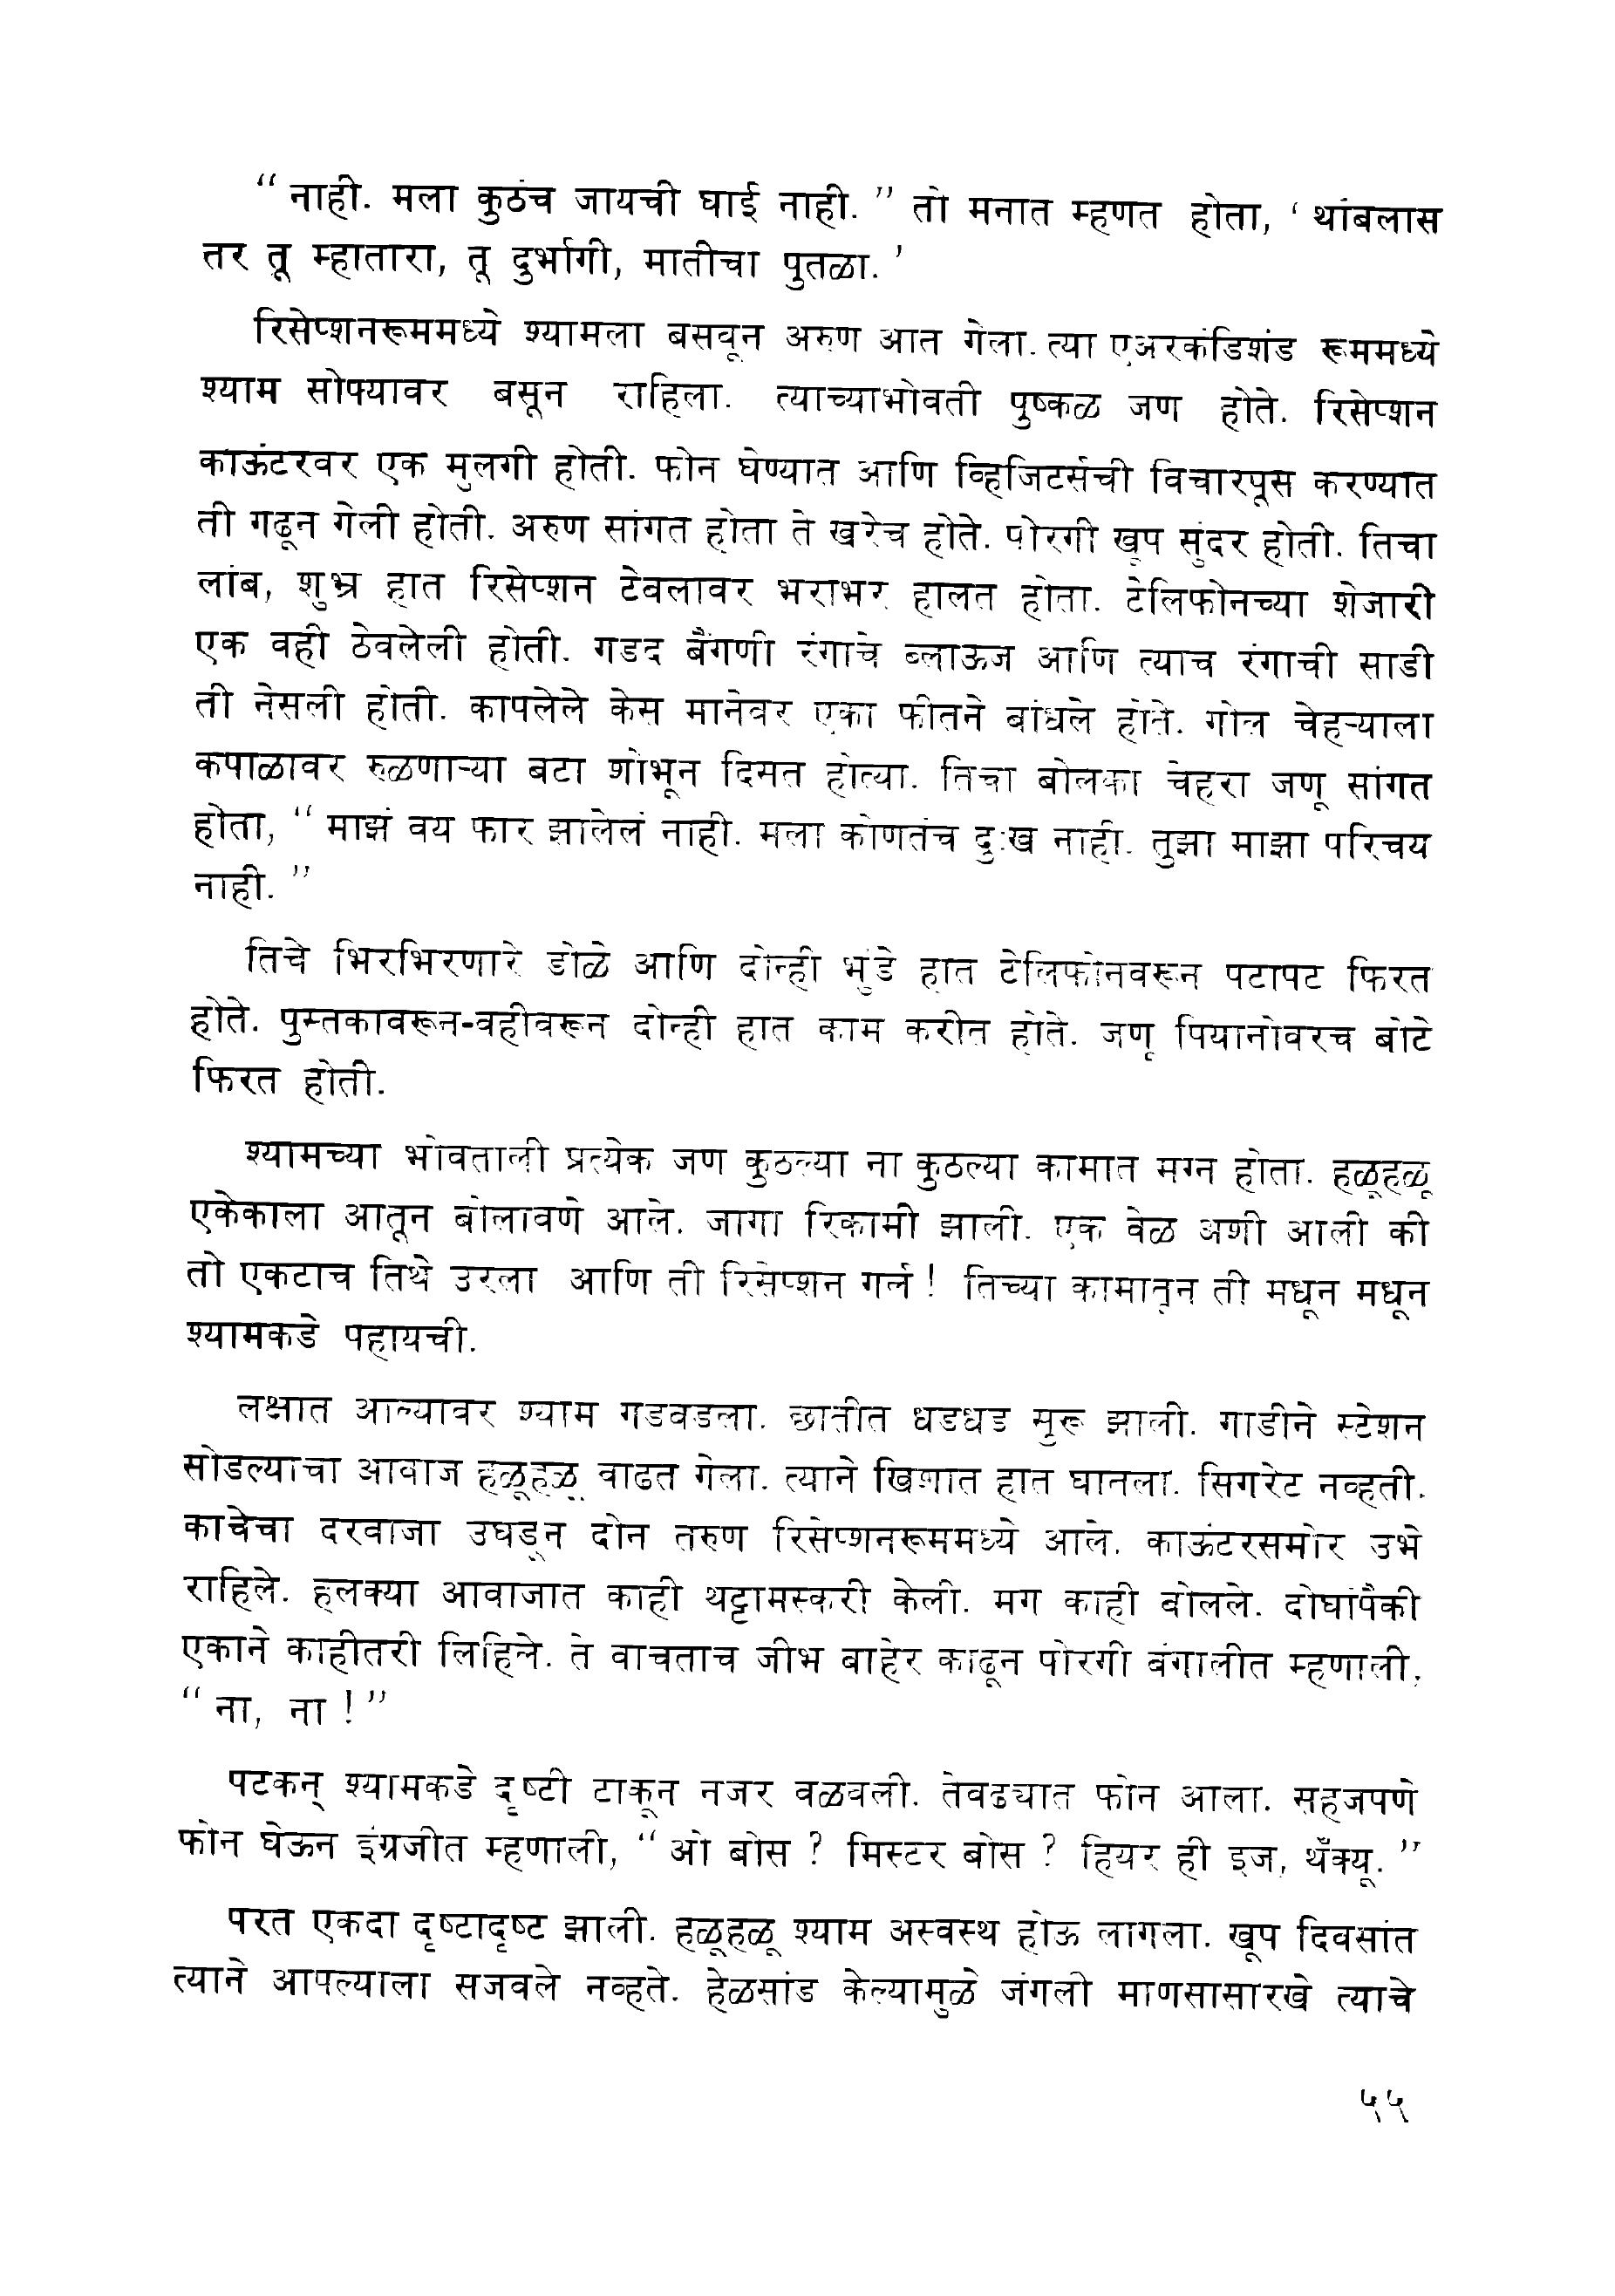 “ नाही. मला कुठंच जायची घाई नाही. ” तो मनात म्हणत होता, ‘ थांबलास
तर तू म्हातारा, तू दुर्भागी, मातीचा पुतळा. ’
रिसेप्शनरूममध्ये श्यामला बसवून अरुण आत गेला. त्या एअरकंडिशंड रूममध्ये
श्याम सोफ्यावर बसून राहिला. त्याच्याभोवती पुष्कळ जण होते. रिसेप्शन
काऊंटरवर एक मुलगी होती. फोन घेण्यात आणि व्हिजिटर्सची विचारपूस करण्यात
ती गढून गेली होती. अरुण सांगत होता ते खरेच होते. पोरगी खूप सुंदर होती. तिचा
लांब, शुभ्र हात रिसेप्शन टेबलावर भराभर हालत होता. टेलिफोनच्या शेजारी
एक वही ठेवलेली होती. गडद बैंगणी रंगाचे ब्लाऊज आणि त्याच रंगाची साडी
ती नेसली होती. कापलेले केस मानेवर एका फीतने बांधले होते. गोल चेहऱ्याला
कपाळावर रुळणाऱ्या बटा शोभून दिसत होत्या. तिचा बोलका चेहरा जणू सांगत
होता, “ माझं वय फार झालेलं नाही. मला कोणतंच दुःख नाही. तुझा माझा परिचय
नाही. ”
तिचे भिरभिरणारे डोळे आणि दोन्ही भुंडे हात टेलिफोनवरून पटापट फिरत
होते. पुस्तकावरून-वहीवरून दोन्ही हात काम करीत होते. जणू पियानोवरच बोटे
फिरत होती.
श्यामच्या भोवताली प्रत्येक जण कुठल्या ना कुठल्या कामात मग्न होता. हळूहळू
एकेकाला आतून बोलावणे आले. जागा रिकामी झाली. एक वेळ अशी आली की
तो एकटाच तिथे उरला आणि ती रिसेप्शन गर्ल ! तिच्या कामातून ती मधून मधून
श्यामकडे पहायची.
लक्षात आल्यावर श्याम गडबडला. छातीत धडधड सुरू झाली. गाडीने स्टेशन
सोडल्याचा आवाज हळूहळू वाढत गेला. त्याने खिशात हात घातला. सिगरेट नव्हती.
काचेचा दरवाजा उघडून दोन तरुण रिसेप्शनरूममध्ये आले. काऊंटरसमोर उभे
राहिले. हलक्या आवाजात काही थट्टामस्करी केली. मग काही बोलले. दोघांपैकी
एकाने काहीतरी लिहिले. ते वाचताच जीभ बाहेर काढून पोरगी बंगालीत म्हणाली,
“ ना, ना ! ”
पटकन् श्यामकडे दृष्टी टाकून नजर वळवली. तेवढ्यात फोन आला. सहजपणे
फोन घेऊन इंग्रजीत म्हणाली, “ ओ बोस ? मिस्टर बोस ? हियर ही इज, थँक्यू. ”
परत एकदा दृष्टादृष्ट झाली. हळूहळू श्याम अस्वस्थ होऊ लागला. खूप दिवसांत
त्याने आपल्याला सजवले नव्हते. हेळसांड केल्यामुळे जंगली माणसासारखे त्याचे
५५